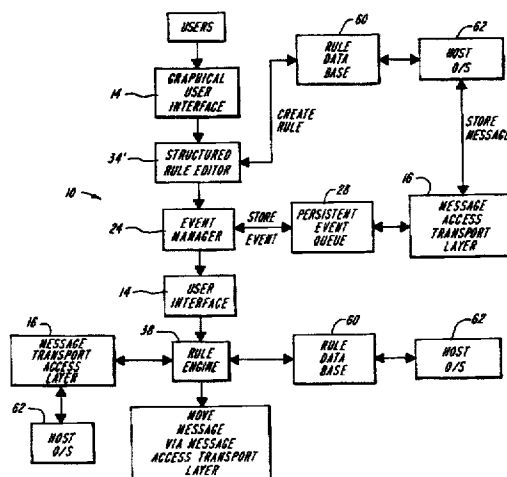 USERS
60
RULE
DATA
BASE
62
HOST
O/S
14
GRAPHICAL
USER
INTERFACE
CREATE
RULE
STORE
MESSAGE
34'
STRUCTURED
RULE EDITOR
10
24
EVENT
MANAGER
STORE
EVENT
28
PERSISTENT
EVENT
QUEUE
16
MESSAGE
ACCESS
TRANSPORT
LAYER
14
USER
INTERFACE
16
MESSAGE
TRANSPORT
ACCESS
LAYER
38
RULE
ENGINE
60
RULE
DATA
BASE
62
HOST
O/S
62
HOST
O/S
MOVE
MESSAGE
VIA MESSAGE
ACCESS TRANSPORT
LAYER